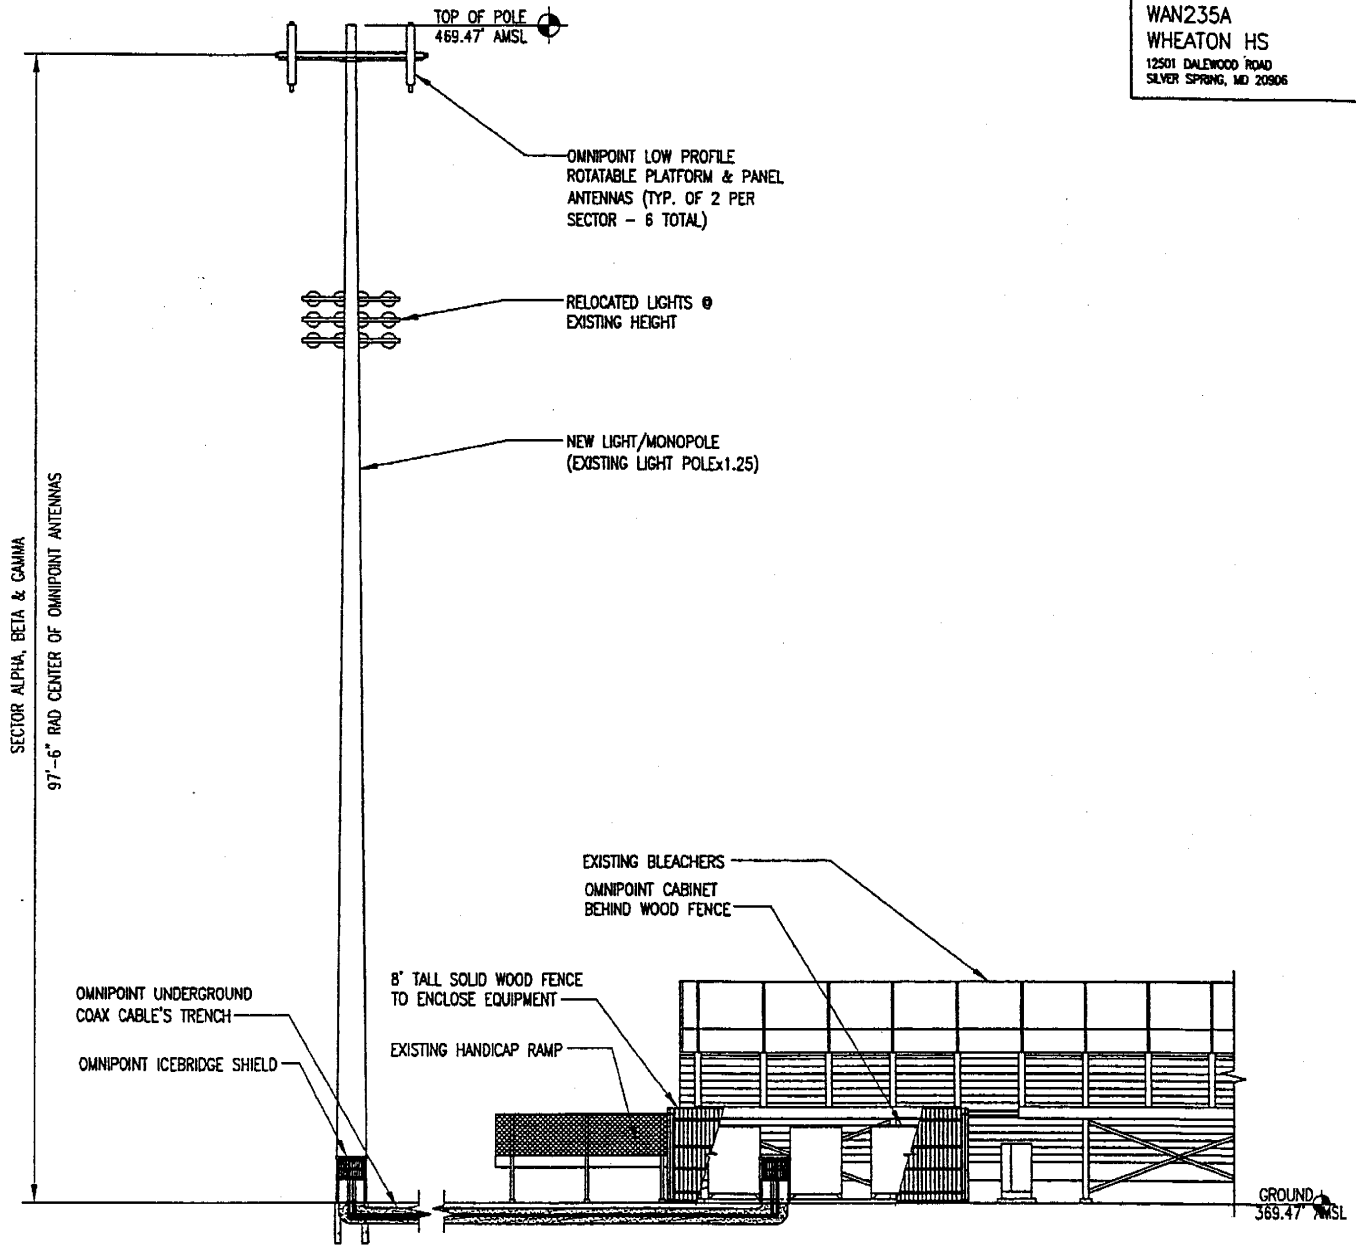 TOP OF POLE
469.47' AMSL
WAN235A
WHEATON HS
12501 DALEWOOD ROAD
SILVER SPRING, MD 20906
OMNIPOINT LOW PROFILE
ROTATABLE PLATFORM & PANEL
ANTENNAS (TYP. OF 2 PER
SECTOR - 6 TOTAL)
RELOCATED LIGHTS @
EXISTING HEIGHT
NEW LIGHT/MONOPOLE
(EXISTING LIGHT POLEx1.25)
SECTOR ALPHA, BETA & GAMMA
97'-6" RAD CENTER OF OMNIPOINT ANTENNAS
EXISTING BLEACHERS
OMNIPOINT CABINET
BEHIND WOOD FENCE
8' TALL SOLID WOOD FENCE
TO ENCLOSE EQUIPMENT
OMNIPOINT UNDERGROUND
COAX CABLE'S TRENCH
EXISTING HANDICAP RAMP
OMNIPOINT ICEBRIDGE SHIELD
GROUND
369.47' AMSL